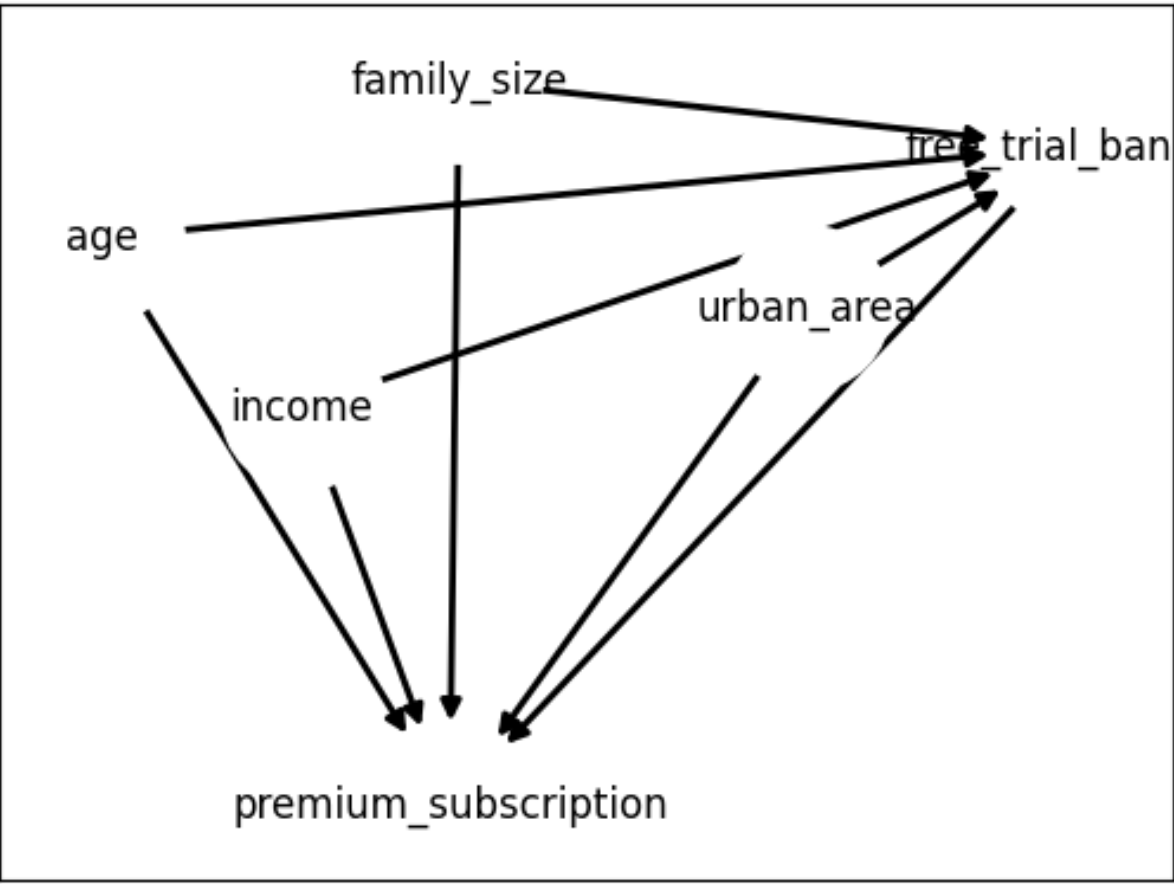 family_size
free_trial_ban
age
urban_area
income
premium_subscription